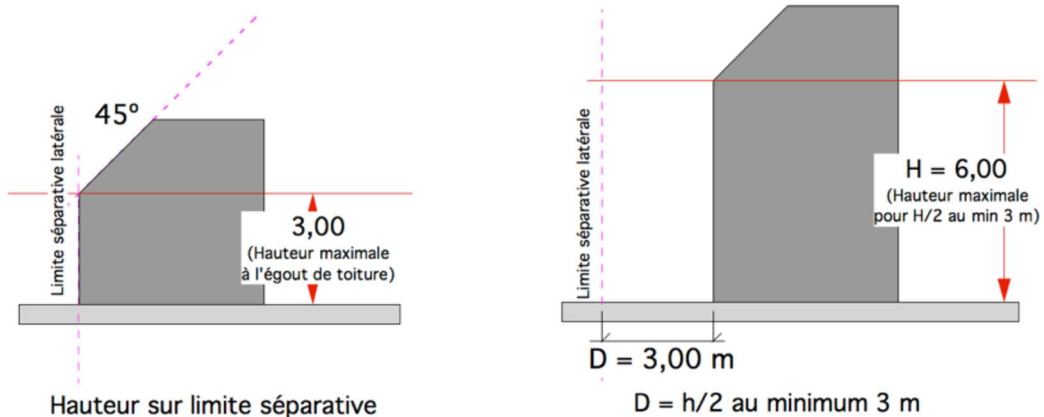 Limite séparative latérale
45°
3,00
(Hauteur maximale
à l'égout de toiture)
Hauteur sur limite séparative
Limite séparative latérale
H = 6,00
(Hauteur maximale
pour H/2 au min 3 m)
D = 3,00 m
D = h/2 au minimum 3 m